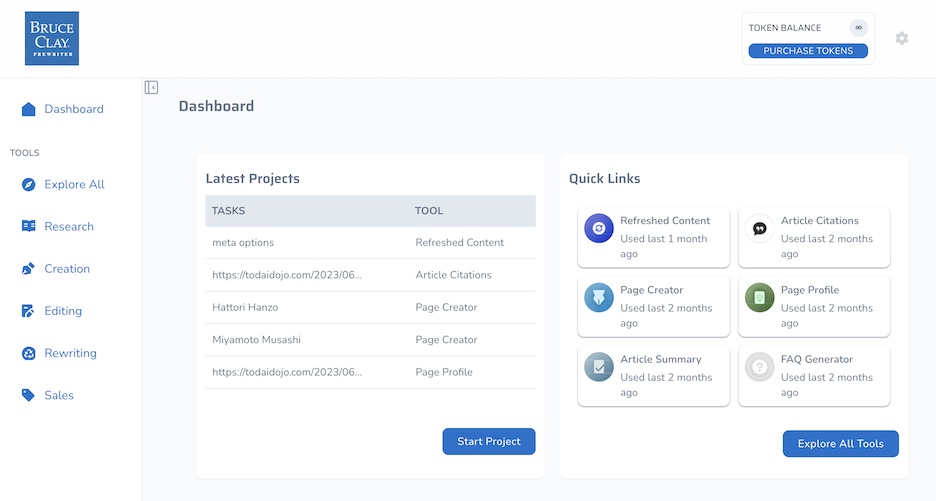 BRUCE
CLAY
PREWRITER
TOKEN BALANCE ∞
PURCHASE TOKENS
Dashboard
TOOLS
Explore All
Research
Creation
Editing
Rewriting
Sales
Dashboard
Latest Projects
TASKS TOOL
meta options Refreshed Content
https://todaidojo.com/2023/06... Article Citations
Hattori Hanzo Page Creator
Miyamoto Musashi Page Creator
https://todaidojo.com/2023/06... Page Profile
Start Project
Quick Links
Refreshed Content
Used last 1 month
ago
Article Citations
Used last 2 months
ago
Page Creator
Used last 2 months
ago
Page Profile
Used last 2 months
ago
Article Summary
Used last 2 months
ago
FAQ Generator
Used last 2 months
ago
Explore All Tools